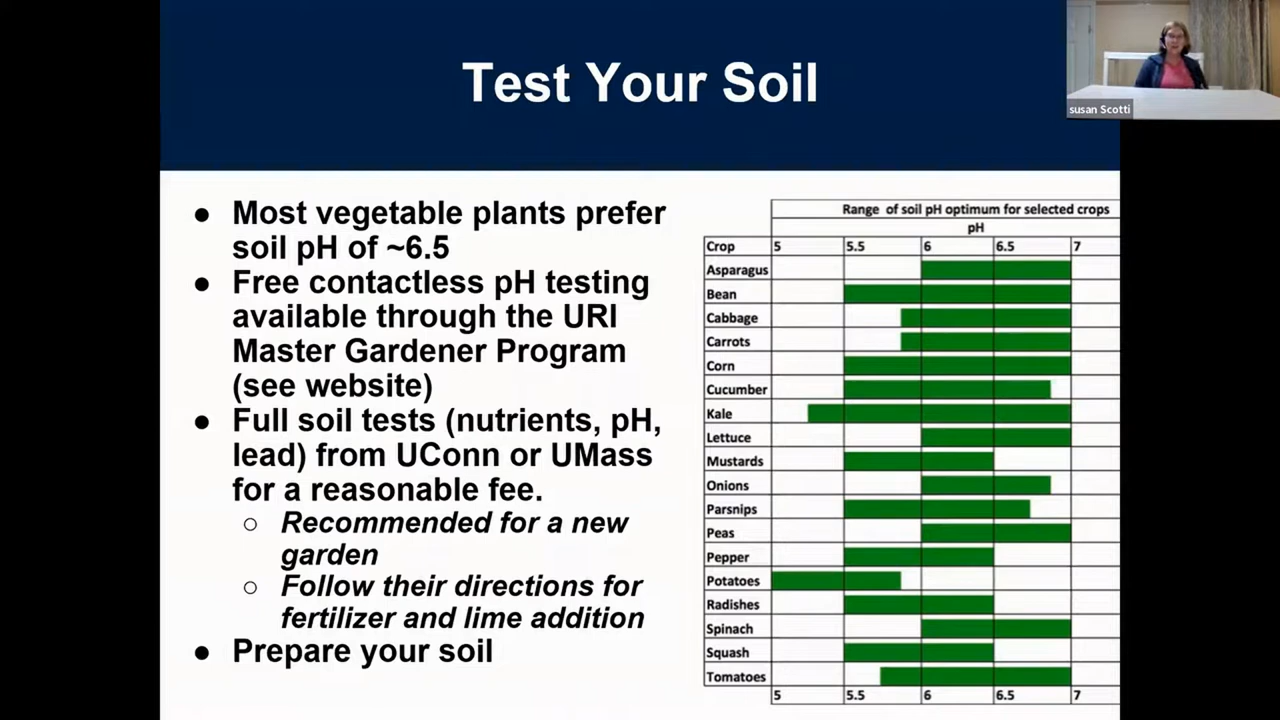 Test Your Soil
susan Scotti
● Most vegetable plants prefer
soil pH of ~6.5
● Free contactless pH testing
available through the URI
Master Gardener Program
(see website)
● Full soil tests (nutrients, pH,
lead) from UConn or UMass
for a reasonable fee.
○ Recommended for a new
garden
○ Follow their directions for
fertilizer and lime addition
● Prepare your soil
Range of soil pH optimum for selected crops
pH
Crop 5 5.5 6 6.5 7
Asparagus
Bean
Cabbage
Carrots
Corn
Cucumber
Kale
Lettuce
Mustards
Onions
Parsnips
Peas
Pepper
Potatoes
Radishes
Spinach
Squash
Tomatoes
5 5.5 6 6.5 7